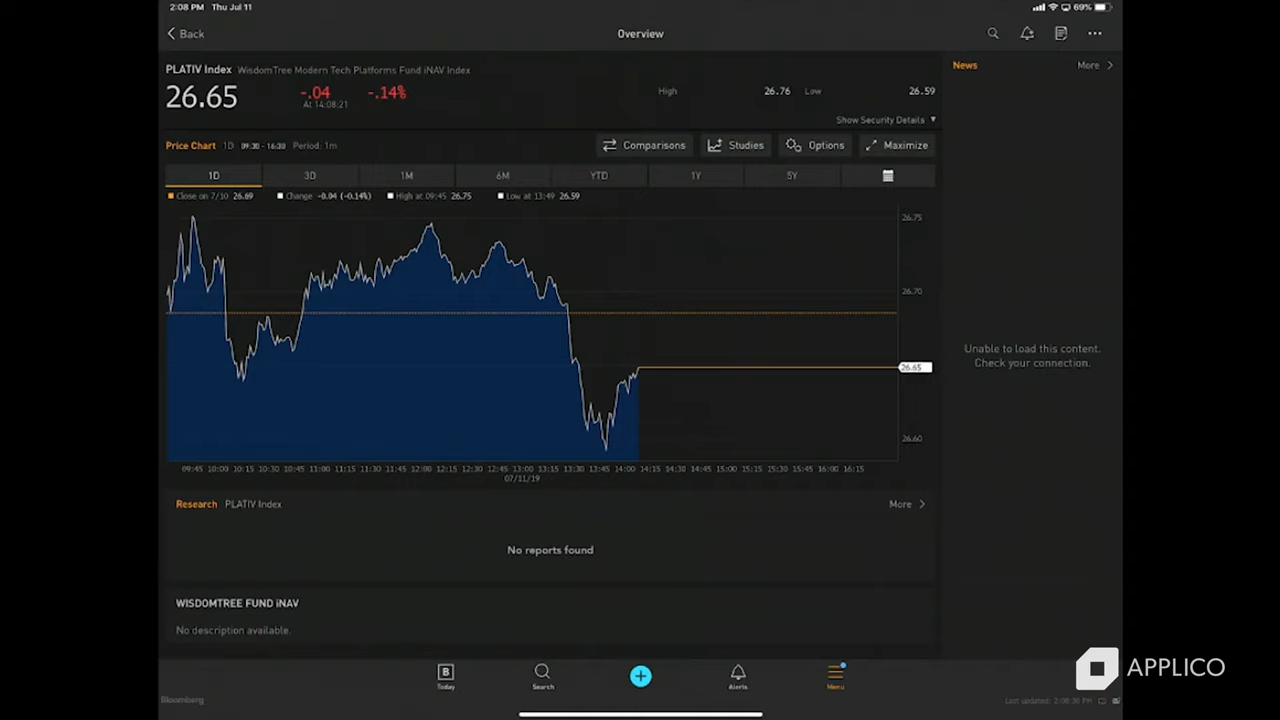 2:08 PM Thu Jul 11
69%
Back
Overview
PLATIV Index WisdomTree Modern Tech Platforms Fund iNAV Index
26.65 -.04 -.14%
At 14:08:21
High 26.76 Low 26.59
Show Security Details
Price Chart 1D 09:30 - 16:30 Period: 1m
Comparisons Studies Options Maximize
1D 3D 1M 6M YTD 1Y 5Y
Close on 7/10 26.69 Change -0.04 (-0.14%) High at 09:45 26.75 Low at 13:49 26.59
26.75
26.70
26.65
26.60
09:45 10:00 10:15 10:30 10:45 11:00 11:15 11:30 11:45 12:00 12:15 12:30 12:45 13:00 13:15 13:30 13:45 14:00 14:15 14:30 14:45 15:00 15:15 15:30 15:45 16:00 16:15
07/11/19
News More
Unable to load this content.
Check your connection.
Research PLATIV Index More
No reports found
WISDOMTREE FUND iNAV
No description available.
B
Today Search Alerts Menu
Bloomberg
Last updated: 2:08:30 PM
APPLICO